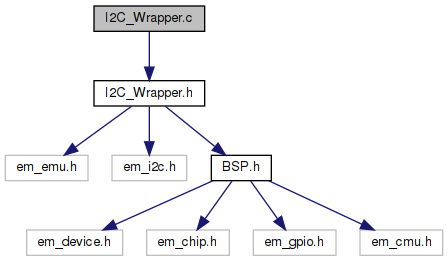 I2C_Wrapper.c
I2C_Wrapper.h
em_emu.h
em_i2c.h
BSP.h
em_device.h
em_chip.h
em_gpio.h
em_cmu.h